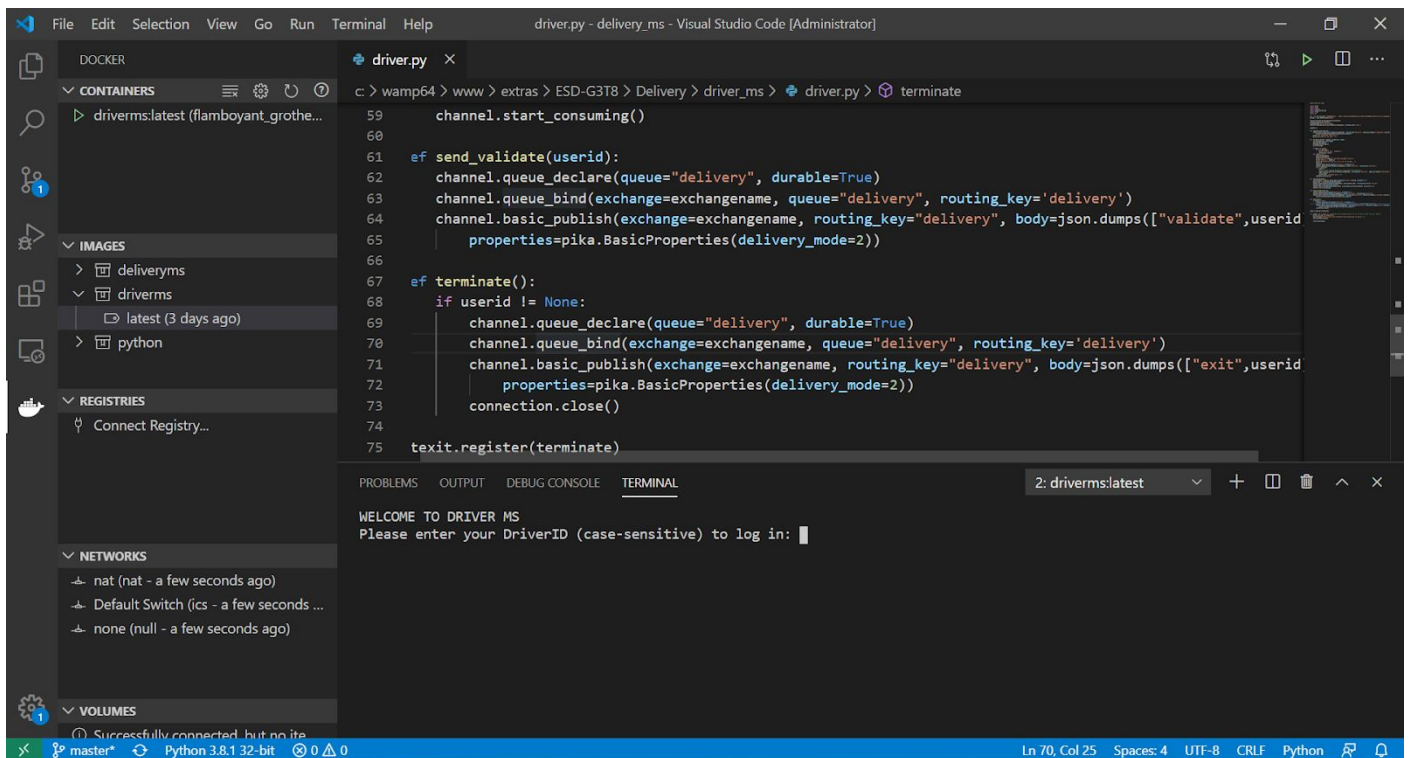 File Edit Selection View Go Run Terminal Help driver.py - delivery_ms - Visual Studio Code [Administrator]
DOCKER
CONTAINERS
driverms:latest (flamboyant_grothe...
IMAGES
deliveryms
driverms
latest (3 days ago)
python
REGISTRIES
Connect Registry...
NETWORKS
nat (nat - a few seconds ago)
Default Switch (ics - a few seconds ...
none (null - a few seconds ago)
VOLUMES
Successfully connected, but no ite
1
1
driver.py
c: > wamp64 > www > extras > ESD-G3T8 > Delivery > driver_ms > driver.py > terminate
59 channel.start_consuming()
60
61 ef send_validate(userid):
62 channel.queue_declare(queue="delivery", durable=True)
63 channel.queue_bind(exchange=exchangename, queue="delivery", routing_key='delivery')
64 channel.basic_publish(exchange=exchangename, routing_key="delivery", body=json.dumps(["validate",userid
65 properties=pika.BasicProperties(delivery_mode=2))
66
67 ef terminate():
68 if userid != None:
69 channel.queue_declare(queue="delivery", durable=True)
70 channel.queue_bind(exchange=exchangename, queue="delivery", routing_key='delivery')
71 channel.basic_publish(exchange=exchangename, routing_key="delivery", body=json.dumps(["exit",userid
72 properties=pika.BasicProperties(delivery_mode=2))
73 connection.close()
74
75 texit.register(terminate)
PROBLEMS OUTPUT DEBUG CONSOLE TERMINAL 2: driverms:latest
WELCOME TO DRIVER MS
Please enter your DriverID (case-sensitive) to log in:
master* Python 3.8.1 32-bit 0 0 Ln 70, Col 25 Spaces: 4 UTF-8 CRLF Python